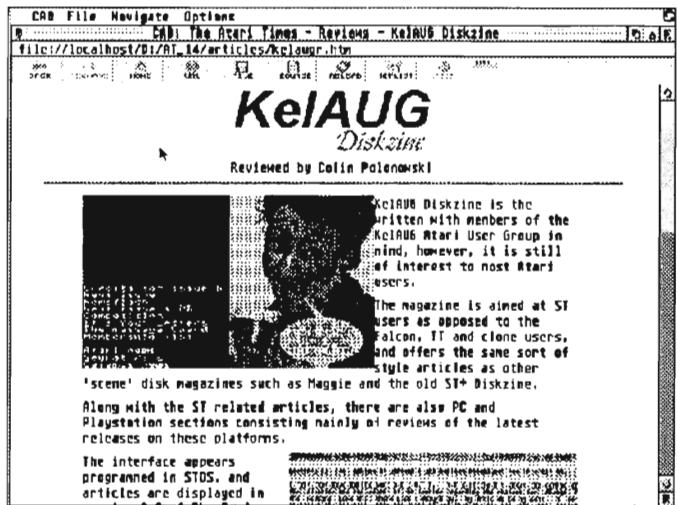 CAB File Navigate Options
CAB: The Atari Times - Reviews - KelAUG Diskzine
file://localhost/D:/AT_14/articles/kelaugr.htm
HOME URL RELOAD
KelAUG
Diskzine
Reviewed by Colin Polonowski
KelAUG Diskzine is the
written with members of the
KelAUG Atari User Group in
mind, however, it is still
of interest to most Atari
users.
The magazine is aimed at ST
users as opposed to the
Falcon, TT and clone users,
and offers the same sort of
style articles as other
'scene' disk magazines such as Maggie and the old ST+ Diskzine.
Along with the ST related articles, there are also PC and
Playstation sections consisting mainly of reviews of the latest
releases on these platforms.
The interface appears
programmed in STOS, and
articles are displayed in